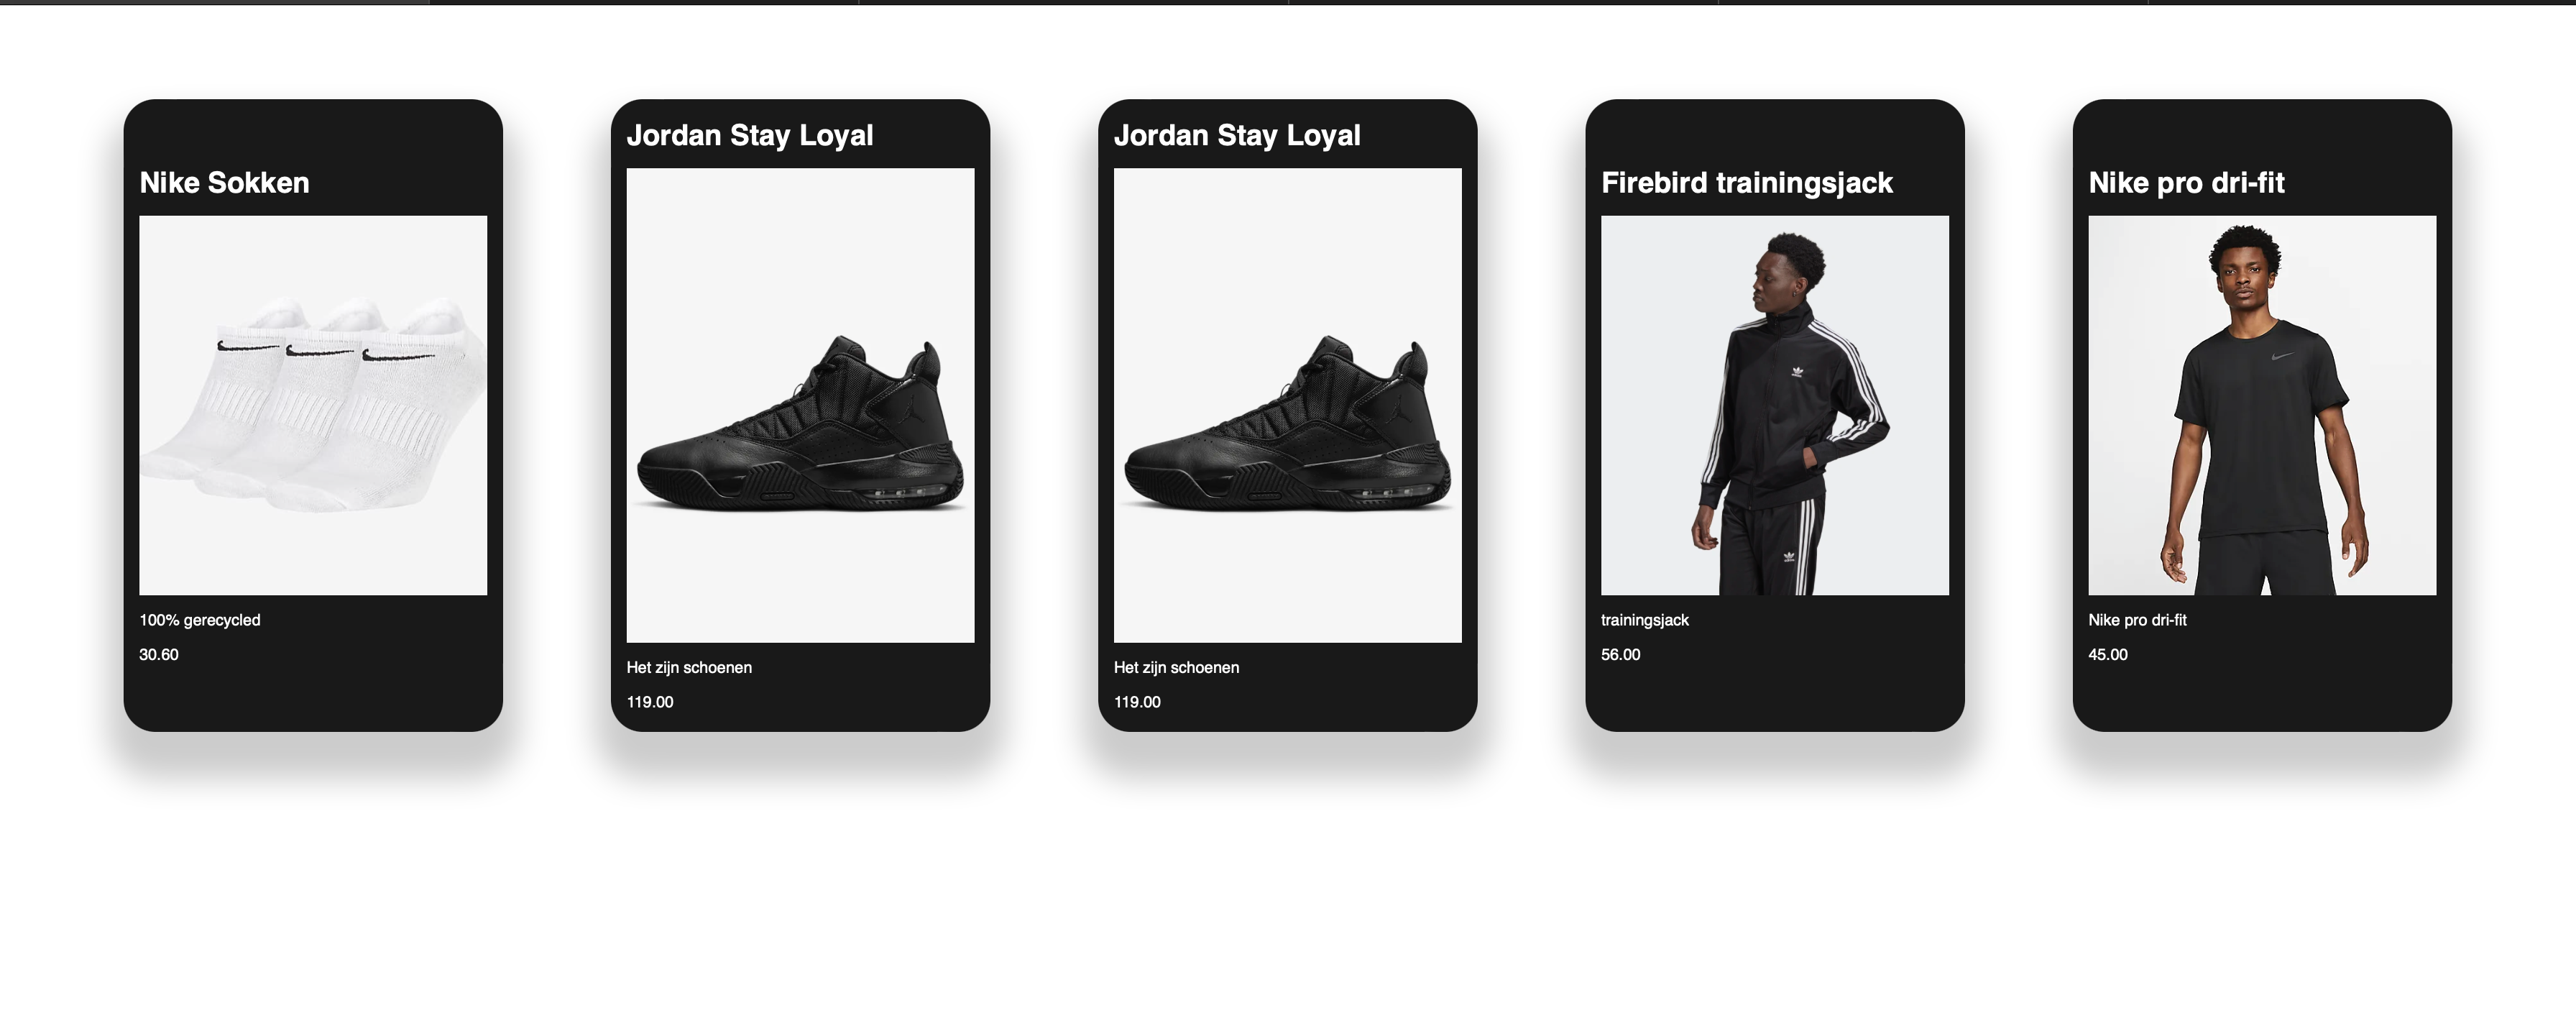 Nike Sokken
100% gerecycled
30.60
Jordan Stay Loyal
Het zijn schoenen
119.00
Jordan Stay Loyal
Het zijn schoenen
119.00
Firebird trainingsjack
trainingsjack
56.00
Nike pro dri-fit
Nike pro dri-fit
45.00